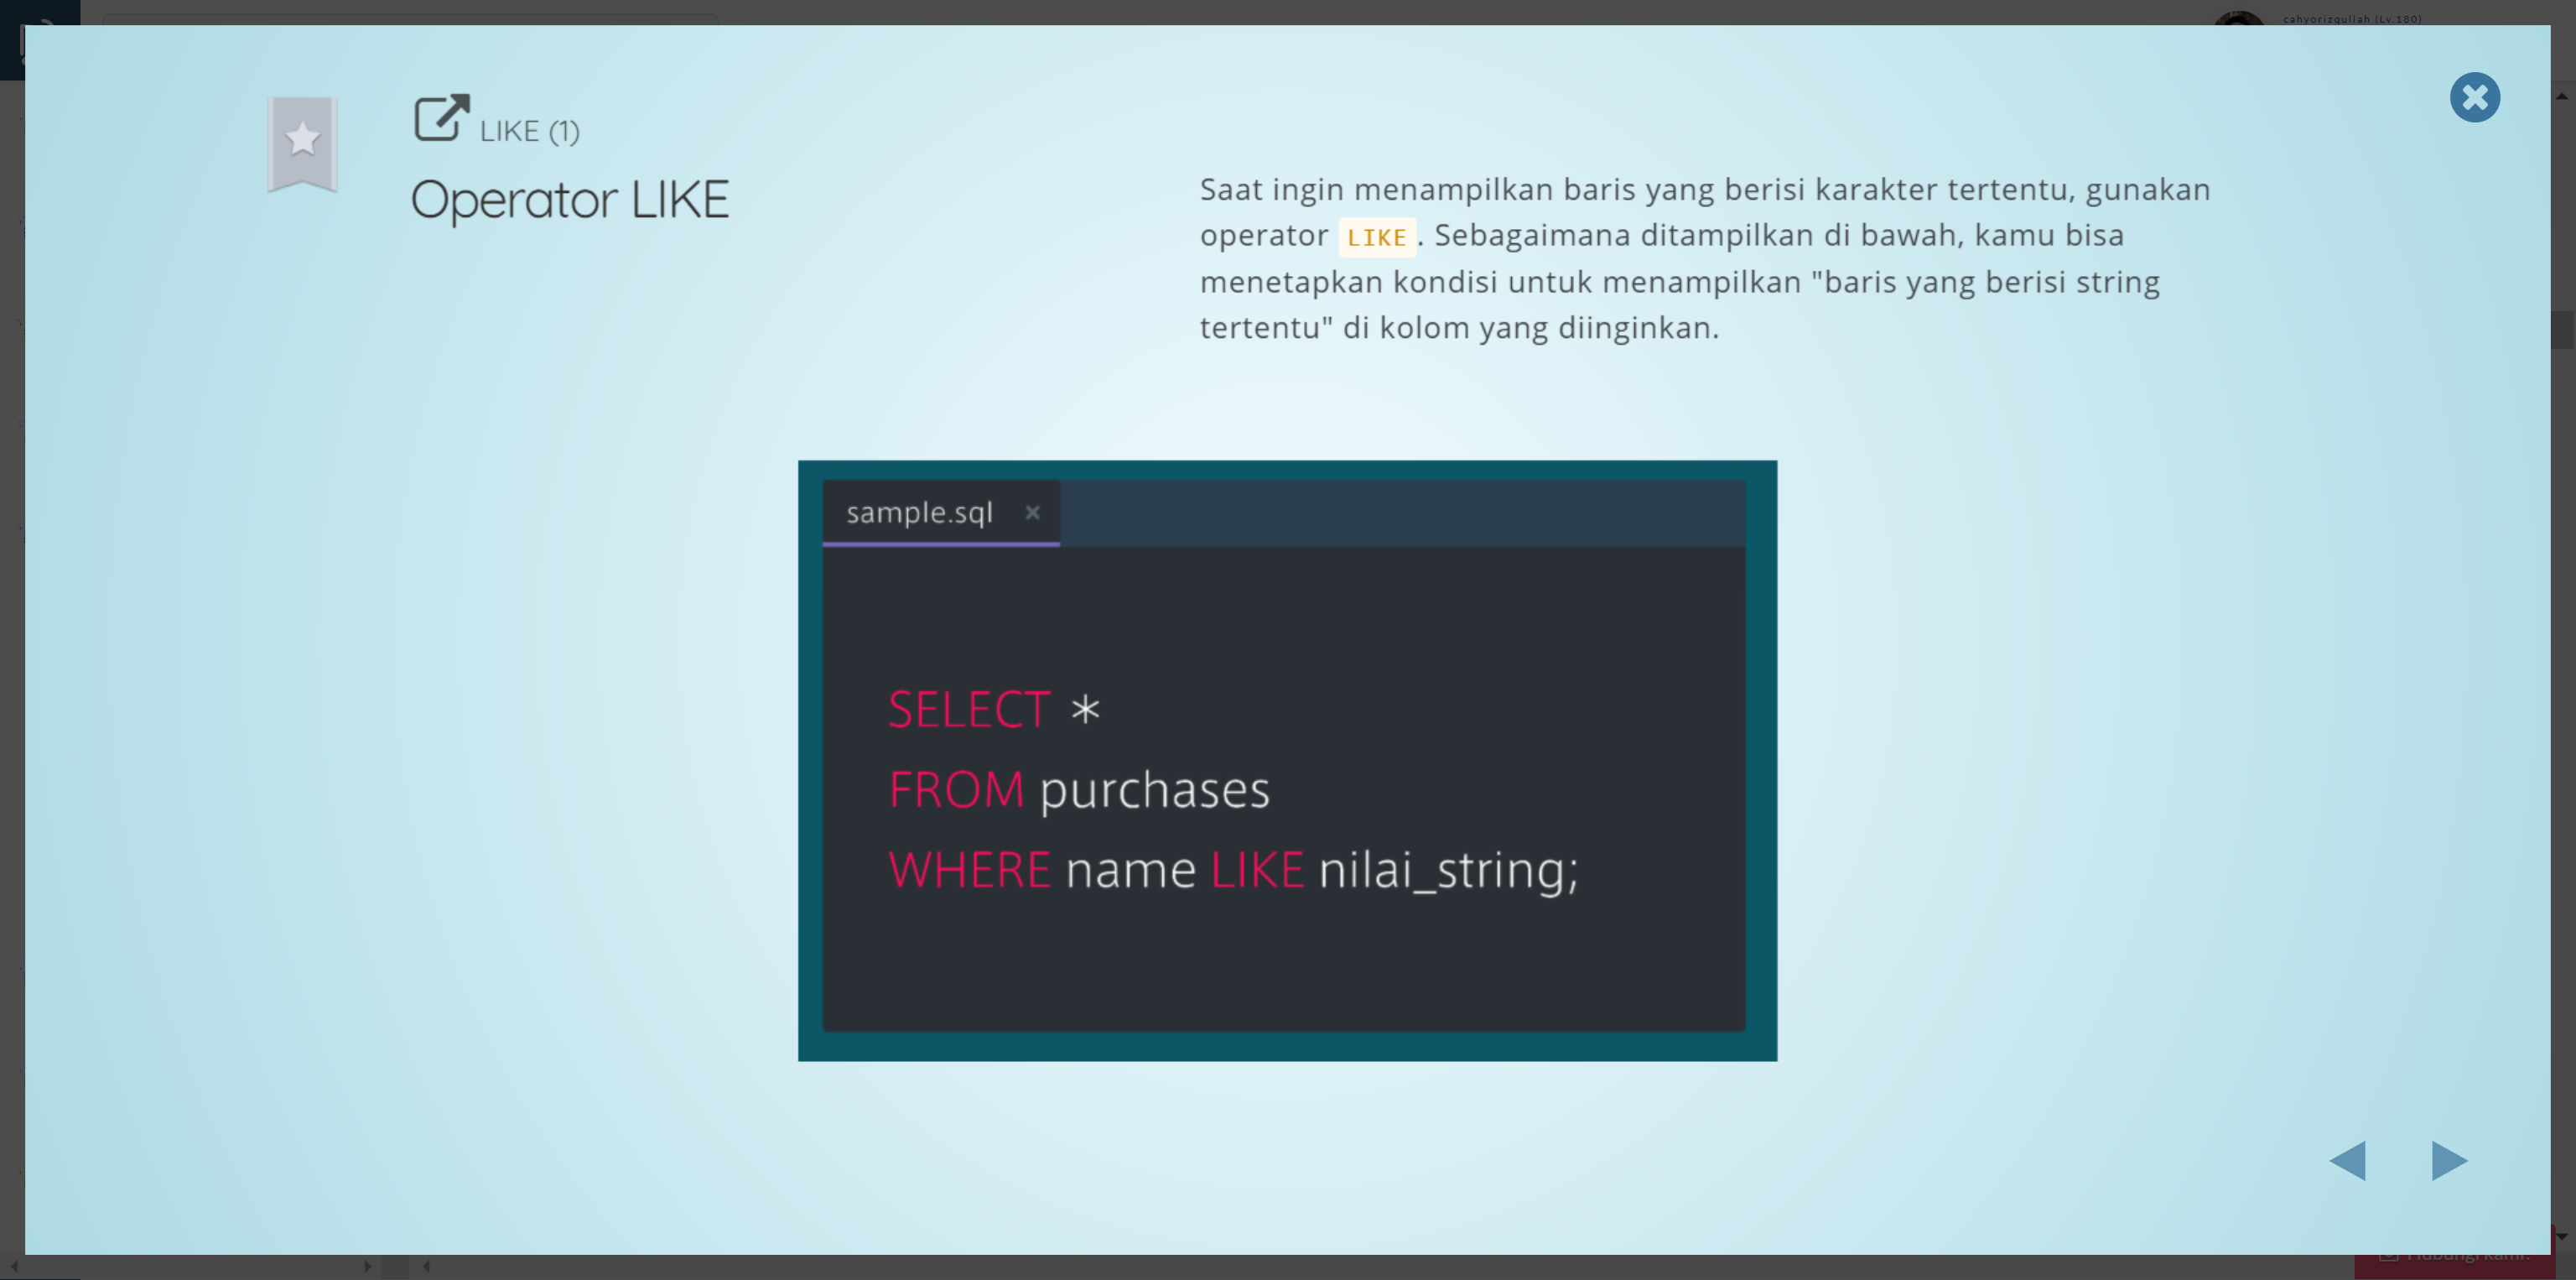 cahyorizqullah (Lv.180)
LIKE (1)
Operator LIKE
Saat ingin menampilkan baris yang berisi karakter tertentu, gunakan
operator LIKE. Sebagaimana ditampilkan di bawah, kamu bisa
menetapkan kondisi untuk menampilkan "baris yang berisi string
tertentu" di kolom yang diinginkan.
sample.sql
SELECT *
FROM purchases
WHERE name LIKE nilai_string;
Hubungi kami